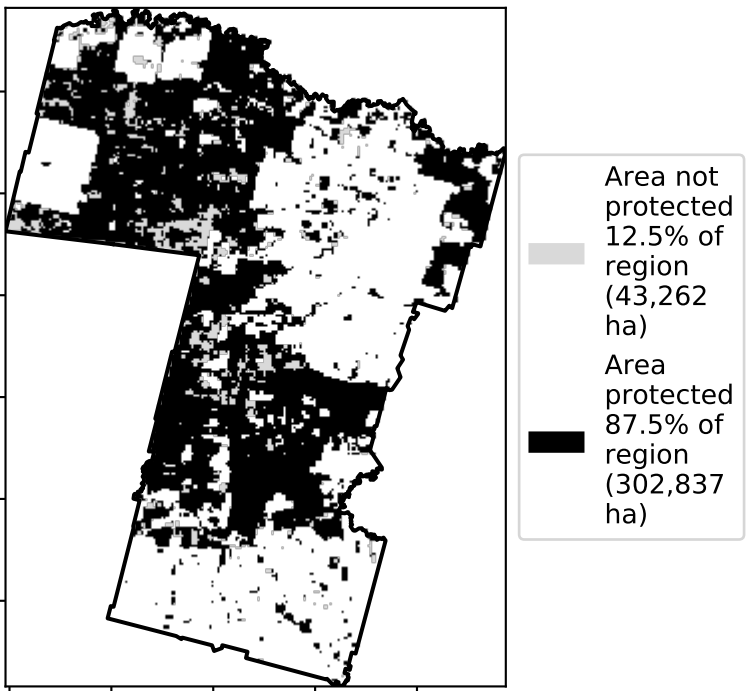 Area not
protected
12.5% of
region
(43,262
ha)
Area
protected
87.5% of
region
(302,837
ha)